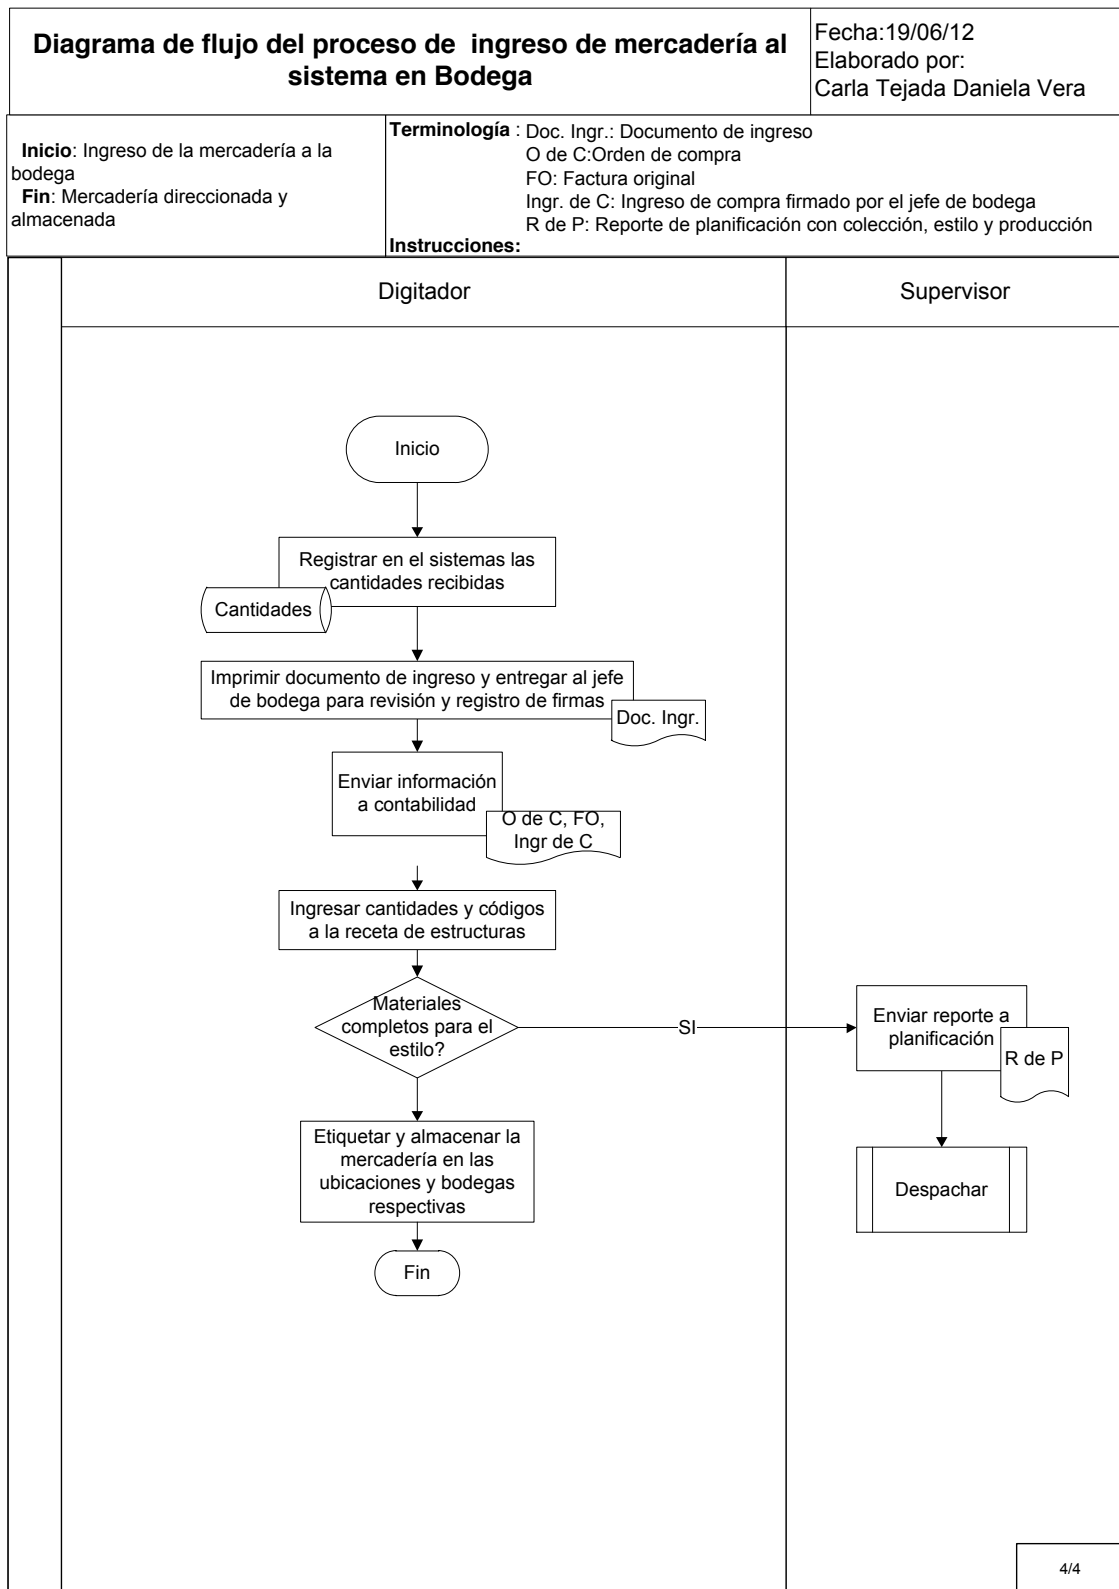 Diagrama de flujo del proceso de ingreso de mercadería al
sistema en Bodega
Fecha:19/06/12
Elaborado por:
Carla Tejada Daniela Vera
Inicio: Ingreso de la mercadería a la
bodega
Fin: Mercadería direccionada y
almacenada
Terminología : Doc. Ingr.: Documento de ingreso
O de C:Orden de compra
FO: Factura original
Ingr. de C: Ingreso de compra firmado por el jefe de bodega
R de P: Reporte de planificación con colección, estilo y producción
Instrucciones:
Digitador
Supervisor
Inicio
Registrar en el sistemas las
cantidades recibidas
Cantidades
Imprimir documento de ingreso y entregar al jefe
de bodega para revisión y registro de firmas
Doc. Ingr.
Enviar información
a contabilidad
O de C, FO,
Ingr de C
Ingresar cantidades y códigos
a la receta de estructuras
Materiales
completos para el
estilo?
SI
Enviar reporte a
planificación
R de P
Etiquetar y almacenar la
mercadería en las
ubicaciones y bodegas
respectivas
Despachar
Fin
4/4